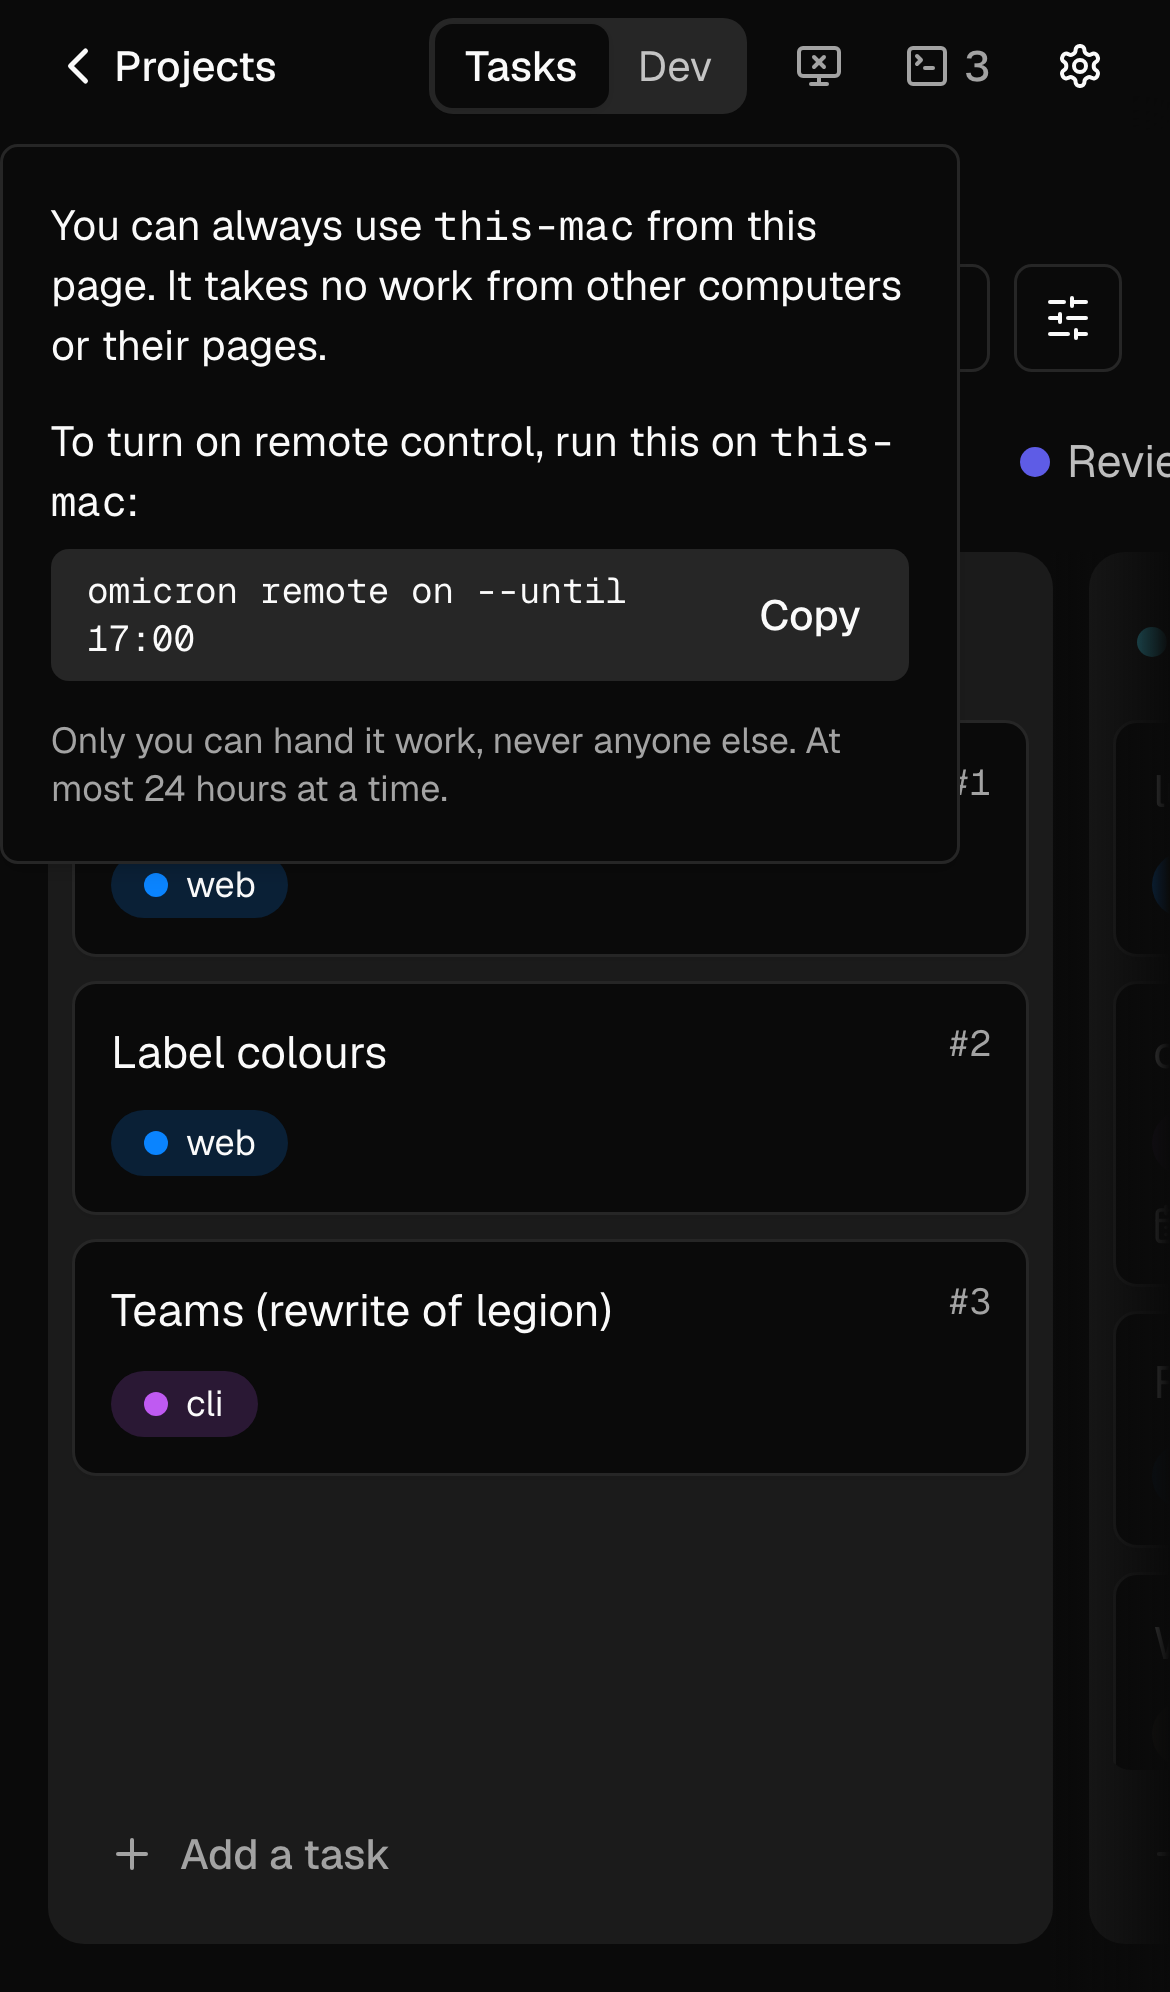 Projects
Tasks
Dev
3
You can always use this-mac from this
page. It takes no work from other computers
or their pages.
To turn on remote control, run this on this-
mac:
omicron remote on --until
17:00
Copy
Only you can hand it work, never anyone else. At
most 24 hours at a time.
#1
web
Label colours
#2
web
Teams (rewrite of legion)
#3
cli
Add a task